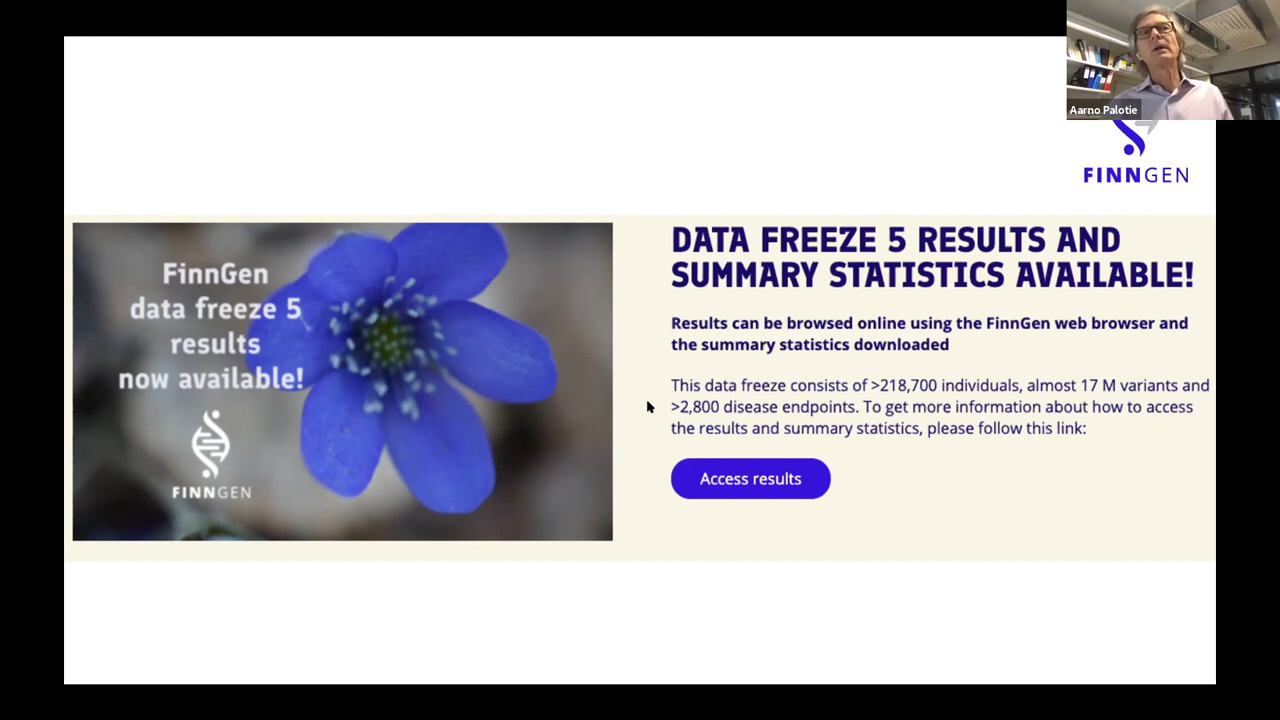 Aarno Palotie
FINNGEN
FinnGen
data freeze 5
results
now available!
FINNGEN
DATA FREEZE 5 RESULTS AND
SUMMARY STATISTICS AVAILABLE!
Results can be browsed online using the FinnGen web browser and
the summary statistics downloaded
This data freeze consists of >218,700 individuals, almost 17 M variants and
>2,800 disease endpoints. To get more information about how to access
the results and summary statistics, please follow this link:
Access results